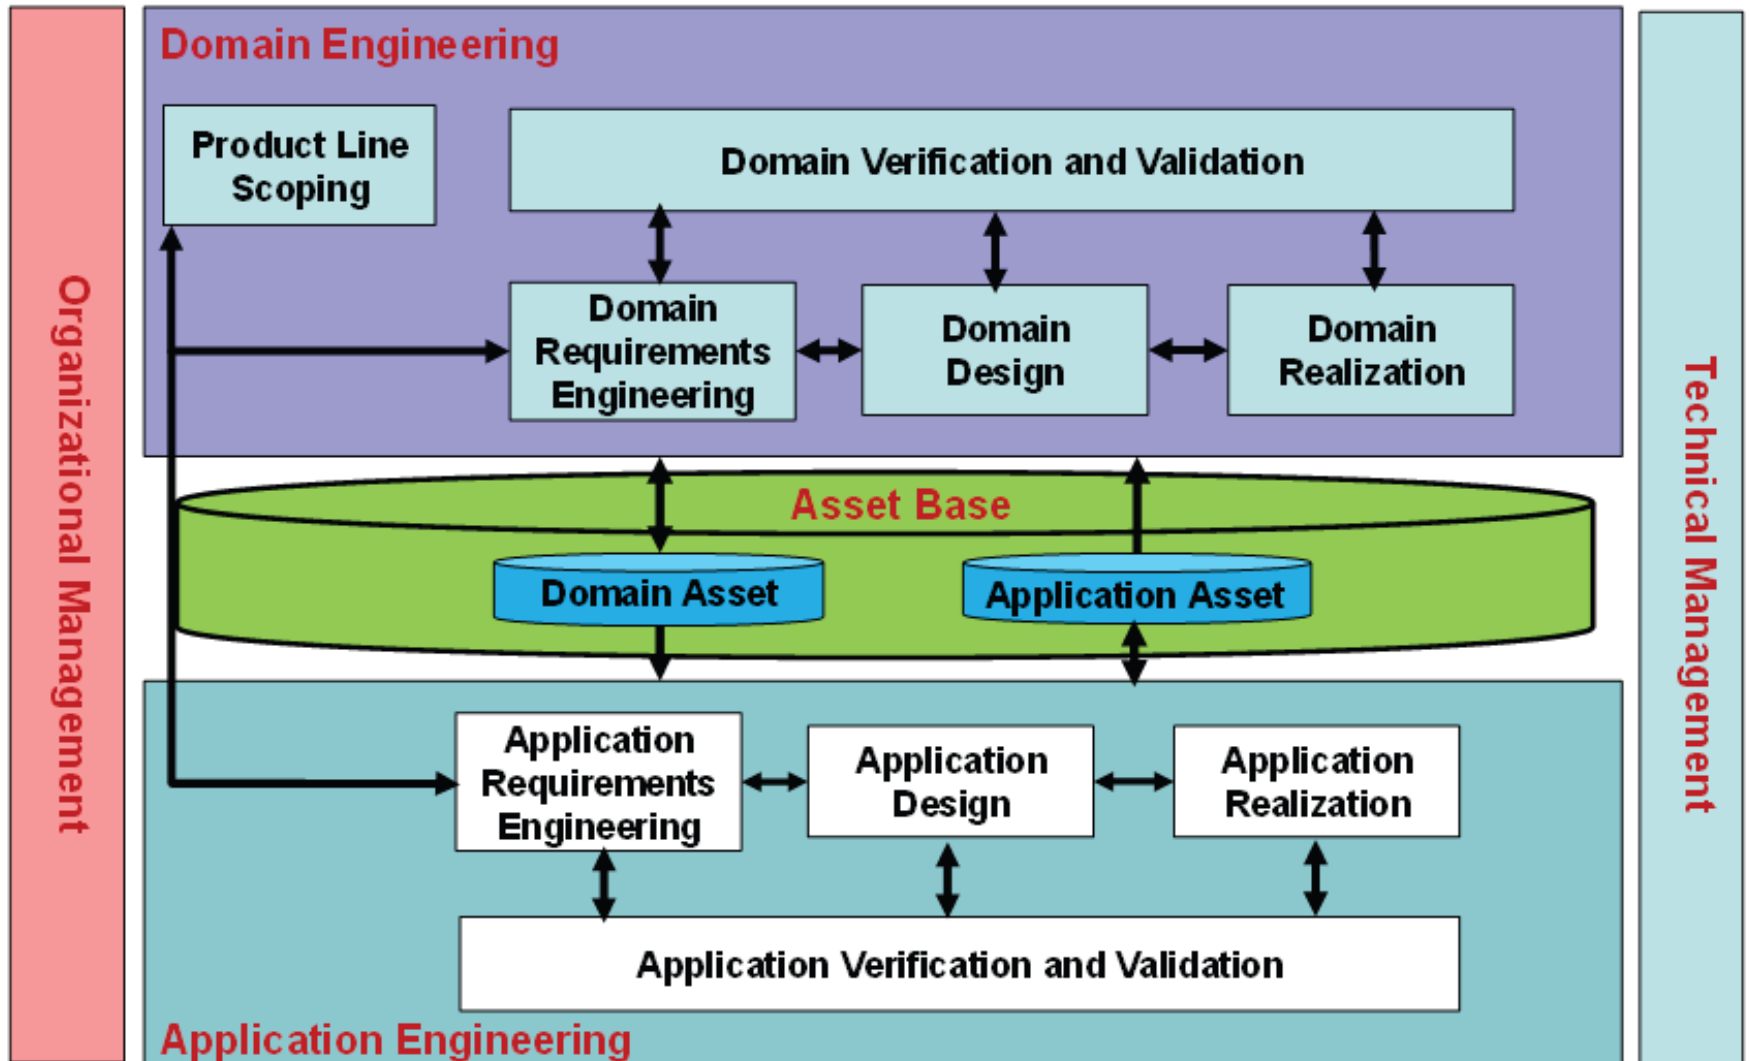 Organizational Management
Domain Engineering
Product Line
Scoping
Domain Verification and Validation
Domain
Requirements
Engineering
Domain
Design
Domain
Realization
Asset Base
Domain Asset
Application Asset
Application
Requirements
Engineering
Application
Design
Application
Realization
Application Verification and Validation
Application Engineering
Technical Management